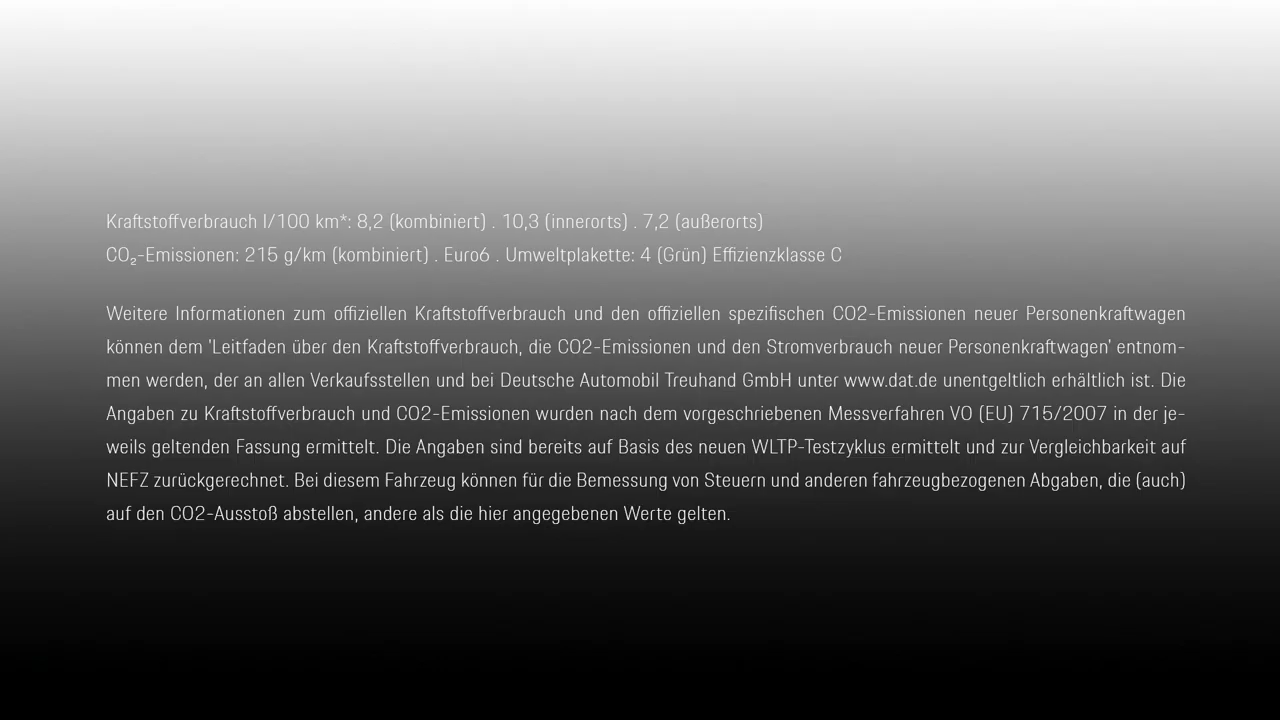 Kraftstoffverbrauch l/100 km*: 8,2 (kombiniert) . 10,3 (innerorts) . 7,2 (außerorts)
CO₂-Emissionen: 215 g/km (kombiniert) . Euro6 . Umweltplakette: 4 (Grün) Effizienzklasse C
Weitere Informationen zum offiziellen Kraftstoffverbrauch und den offiziellen spezifischen CO2-Emissionen neuer Personenkraftwagen
können dem 'Leitfaden über den Kraftstoffverbrauch, die CO2-Emissionen und den Stromverbrauch neuer Personenkraftwagen' entnom-
men werden, der an allen Verkaufsstellen und bei Deutsche Automobil Treuhand GmbH unter www.dat.de unentgeltlich erhältlich ist. Die
Angaben zu Kraftstoffverbrauch und CO2-Emissionen wurden nach dem vorgeschriebenen Messverfahren VO (EU) 715/2007 in der je-
weils geltenden Fassung ermittelt. Die Angaben sind bereits auf Basis des neuen WLTP-Testzyklus ermittelt und zur Vergleichbarkeit auf
NEFZ zurückgerechnet. Bei diesem Fahrzeug können für die Bemessung von Steuern und anderen fahrzeugbezogenen Abgaben, die (auch)
auf den CO2-Ausstoß abstellen, andere als die hier angegebenen Werte gelten.